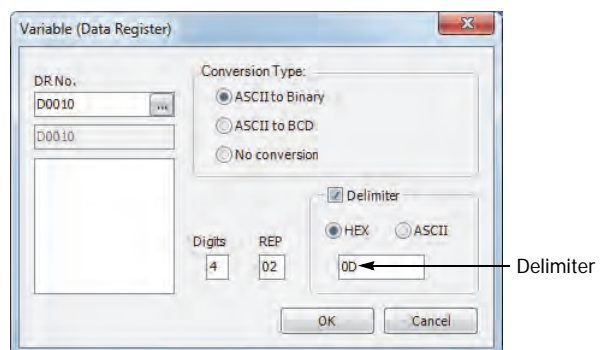 Variable (Data Register)
DR No.
D0010 ...
D0010
Conversion Type:
ASCII to Binary
ASCII to BCD
No conversion
Digits
4
REP
02
Delimiter
HEX ASCII
0D
Delimiter
OK Cancel